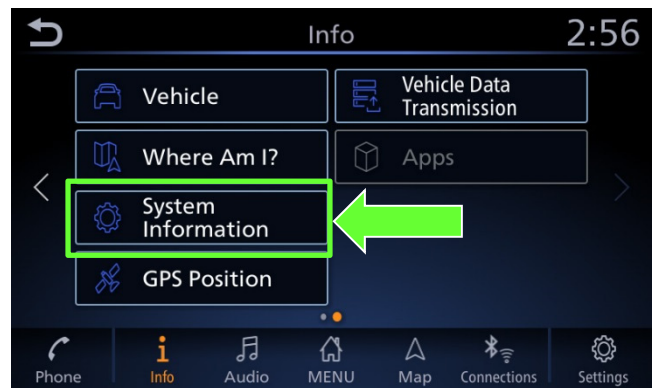 Info
2:56
Vehicle
Vehicle Data
Transmission
Where Am I?
Apps
System
Information
GPS Position
Phone
Info
Audio
MENU
Map
Connections
Settings